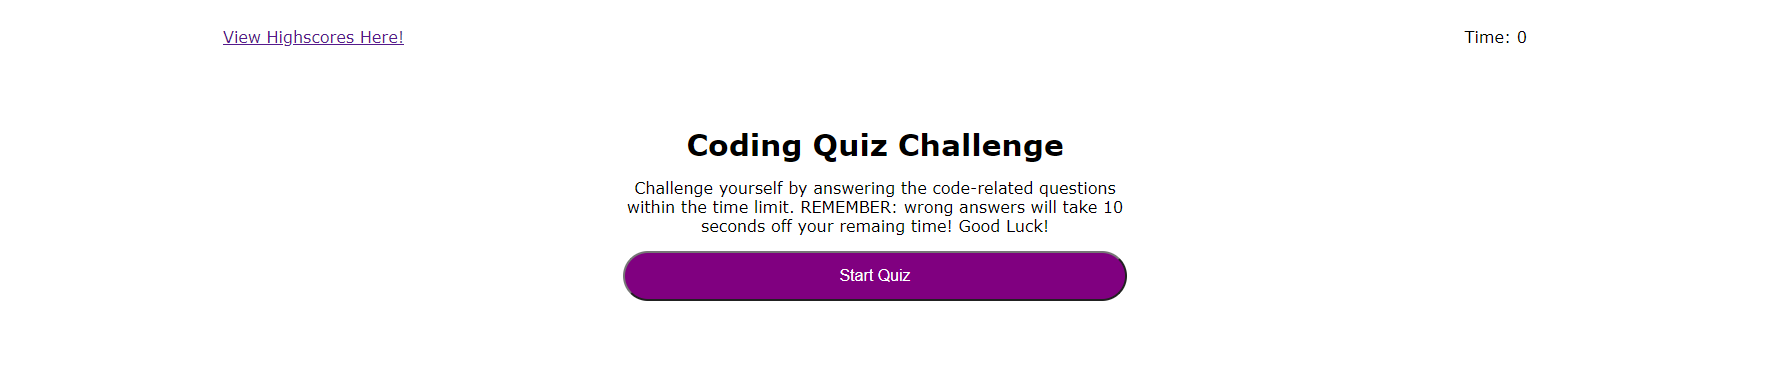 View Highscores Here!
Time: 0
Coding Quiz Challenge
Challenge yourself by answering the code-related questions
within the time limit. REMEMBER: wrong answers will take 10
seconds off your remaing time! Good Luck!
Start Quiz